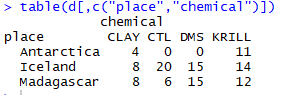 > table(d[,c("place","chemical")])
chemical
place CLAY CTL DMS KRILL
Antarctica 4 0 0 11
Iceland 8 20 15 14
Madagascar 8 6 15 12